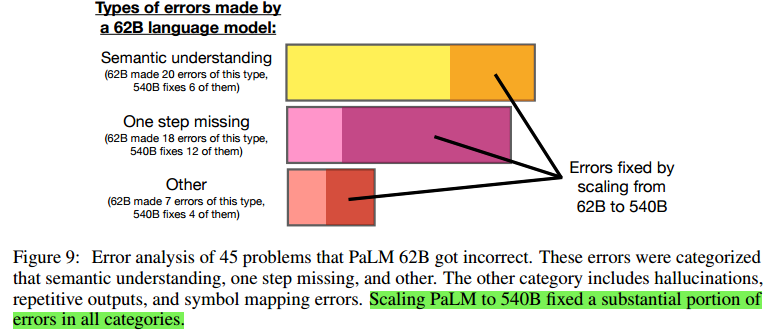 Types of errors made by
a 62B language model:
Semantic understanding
(62B made 20 errors of this type,
540B fixes 6 of them)
One step missing
(62B made 18 errors of this type,
540B fixes 12 of them)
Other
(62B made 7 errors of this type,
540B fixes 4 of them)
Errors fixed by
scaling from
62B to 540B
Figure 9: Error analysis of 45 problems that PaLM 62B got incorrect. These errors were categorized
that semantic understanding, one step missing, and other. The other category includes hallucinations,
repetitive outputs, and symbol mapping errors. Scaling PaLM to 540B fixed a substantial portion of
errors in all categories.